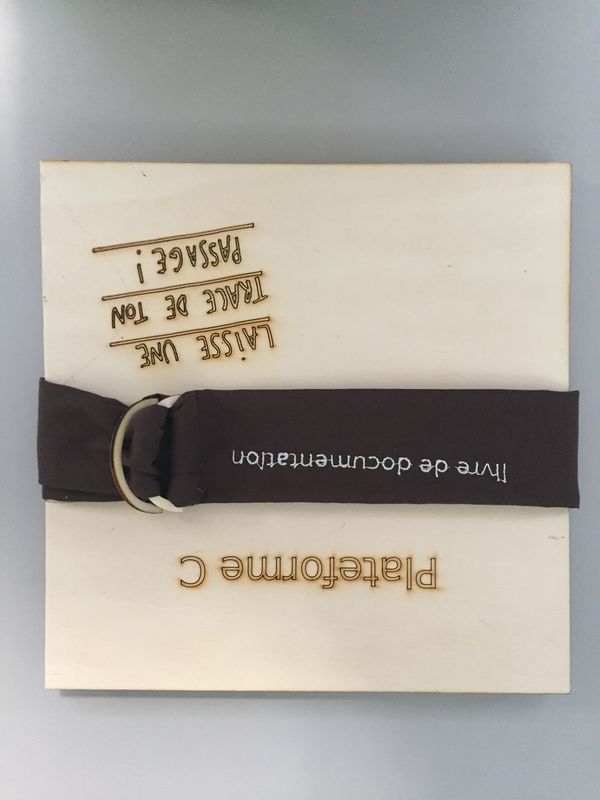 Plateforme C
livre de documentation
LAiSSE UNE
TRACE DE TON
PASSAGE !